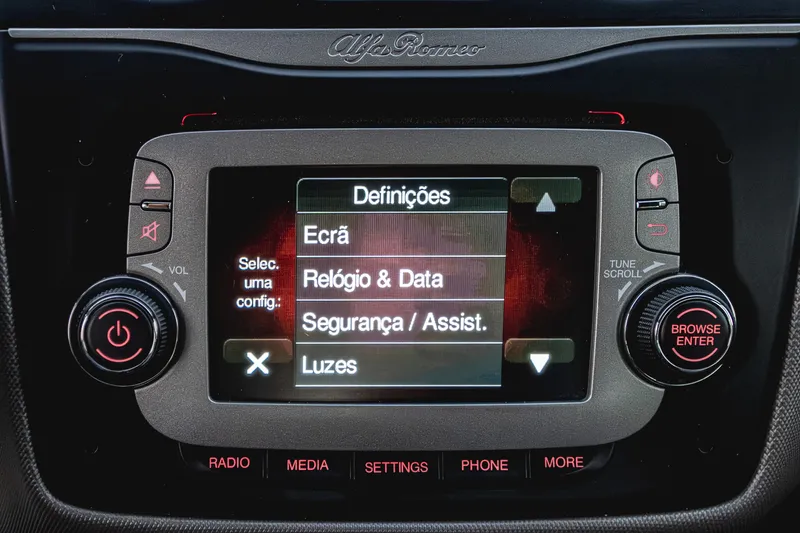 Alfa Romeo
Definições
Ecrã
Selec.
uma
config.:
Relógio & Data
Segurança / Assist.
Luzes
VOL
TUNE
SCROLL
BROWSE
ENTER
RADIO
MEDIA
SETTINGS
PHONE
MORE